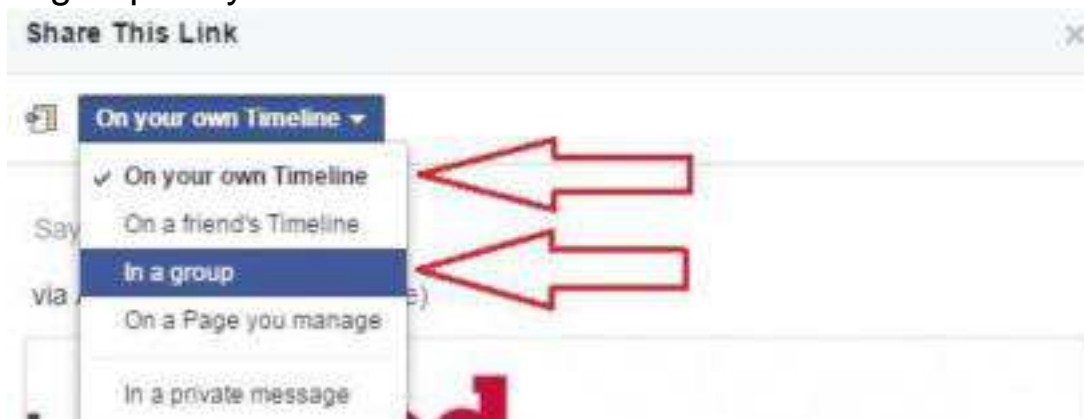 Share This Link
On your own Timeline
On your own Timeline
On a friend's Timeline
Say
In a group
via
On a Page you manage
In a private message